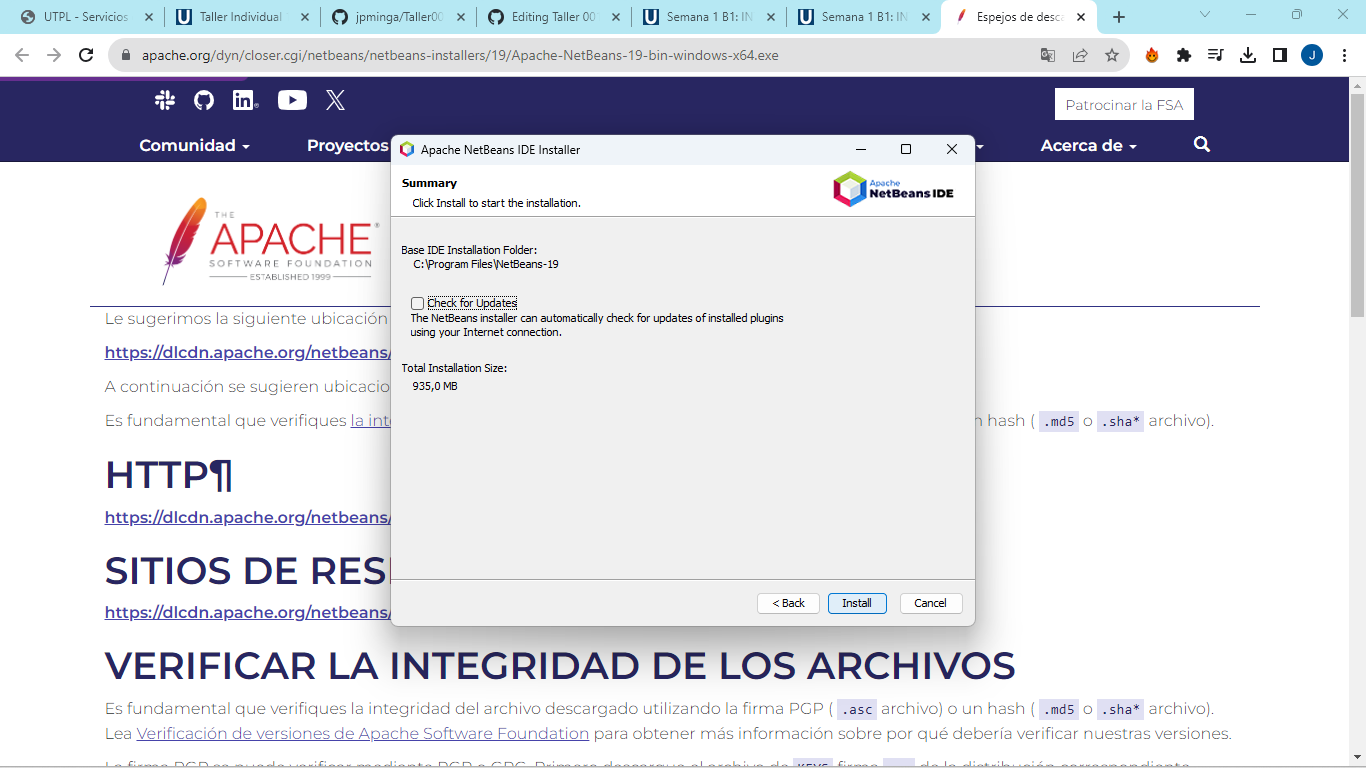 UTPL - Servicios
Taller Individual
jpminga/Taller00
Editing Taller 00
Semana 1 B1: IN
Semana 1 B1: IN
Espejos de desca
apache.org/dyn/closer.cgi/netbeans/netbeans-installers/19/Apache-NetBeans-19-bin-windows-x64.exe
J
Patrocinar la FSA
Comunidad
Proyectos
Acerca de
THE
APACHE®
SOFTWARE FOUNDATION
ESTABLISHED 1999
Le sugerimos la siguiente ubicación
https://dlcdn.apache.org/netbeans/
A continuación se sugieren ubicacio
Es fundamental que verifiques la int
n hash ( .md5 o .sha* archivo).
HTTP¶
https://dlcdn.apache.org/netbeans/
SITIOS DE RES
https://dlcdn.apache.org/netbeans/
VERIFICAR LA INTEGRIDAD DE LOS ARCHIVOS
Es fundamental que verifiques la integridad del archivo descargado utilizando la firma PGP ( .asc archivo) o un hash ( .md5 o .sha* archivo).
Lea Verificación de versiones de Apache Software Foundation para obtener más información sobre por qué debería verificar nuestras versiones.
Apache NetBeans IDE Installer
Summary
Click Install to start the installation.
Apache
NetBeans IDE
Base IDE Installation Folder:
C:\Program Files\NetBeans-19
Check for Updates
The NetBeans installer can automatically check for updates of installed plugins
using your Internet connection.
Total Installation Size:
935,0 MB
< Back
Install
Cancel